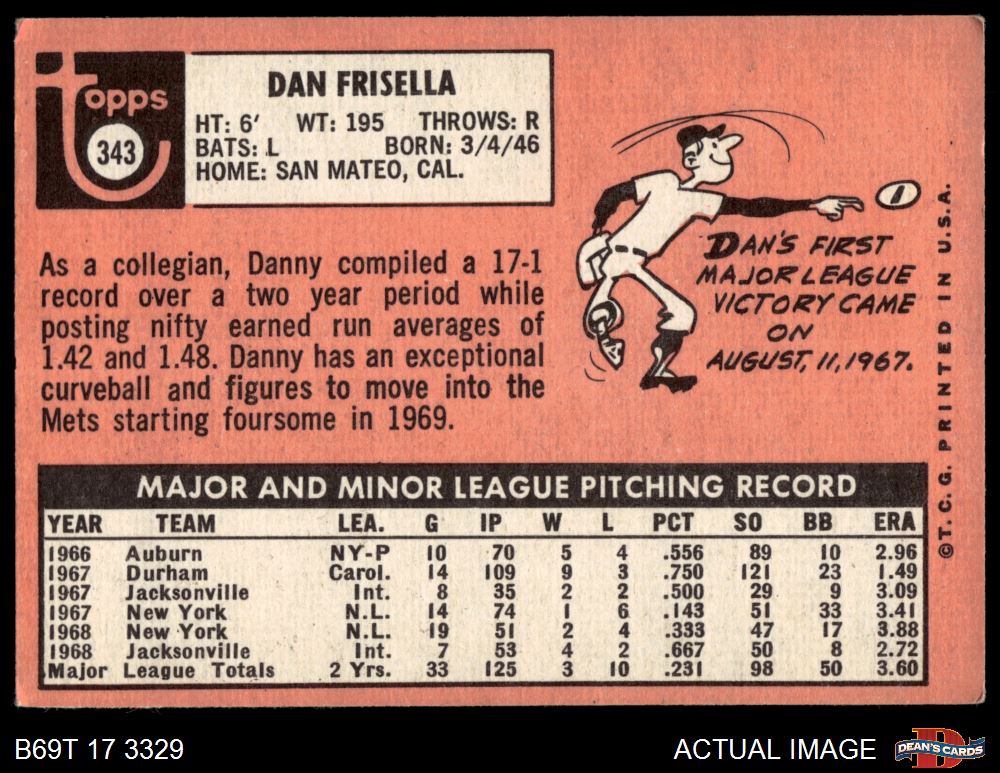 topps
343
DAN FRISELLA
HT: 6' WT: 195 THROWS: R
BATS: L BORN: 3/4/46
HOME: SAN MATEO, CAL.
As a collegian, Danny compiled a 17-1
record over a two year period while
posting nifty earned run averages of
1.42 and 1.48. Danny has an exceptional
curveball and figures to move into the
Mets starting foursome in 1969.
DAN'S FIRST
MAJOR LEAGUE
VICTORY CAME
ON
AUGUST, 11, 1967.
©T. C. G. PRINTED IN U.S.A.
MAJOR AND MINOR LEAGUE PITCHING RECORD
YEAR TEAM LEA. G IP W L PCT SO BB ERA
1966 Auburn NY-P 10 70 5 4 .556 89 10 2.96
1967 Durham Carol. 14 109 9 3 .750 121 23 1.49
1967 Jacksonville Int. 8 35 2 2 .500 29 9 3.09
1967 New York N.L. 14 74 1 6 .143 51 33 3.41
1968 New York N.L. 19 51 2 4 .333 47 17 3.88
1968 Jacksonville Int. 7 53 4 2 .667 50 8 2.72
Major League Totals 2 Yrs. 33 125 3 10 .231 98 50 3.60
B69T 17 3329
ACTUAL IMAGE
D
DEAN'S CARDS